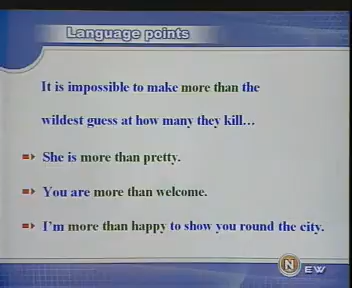 Language points
It is impossible to make more than the
wildest guess at how many they kill…
She is more than pretty.
You are more than welcome.
I'm more than happy to show you round the city.
N EW